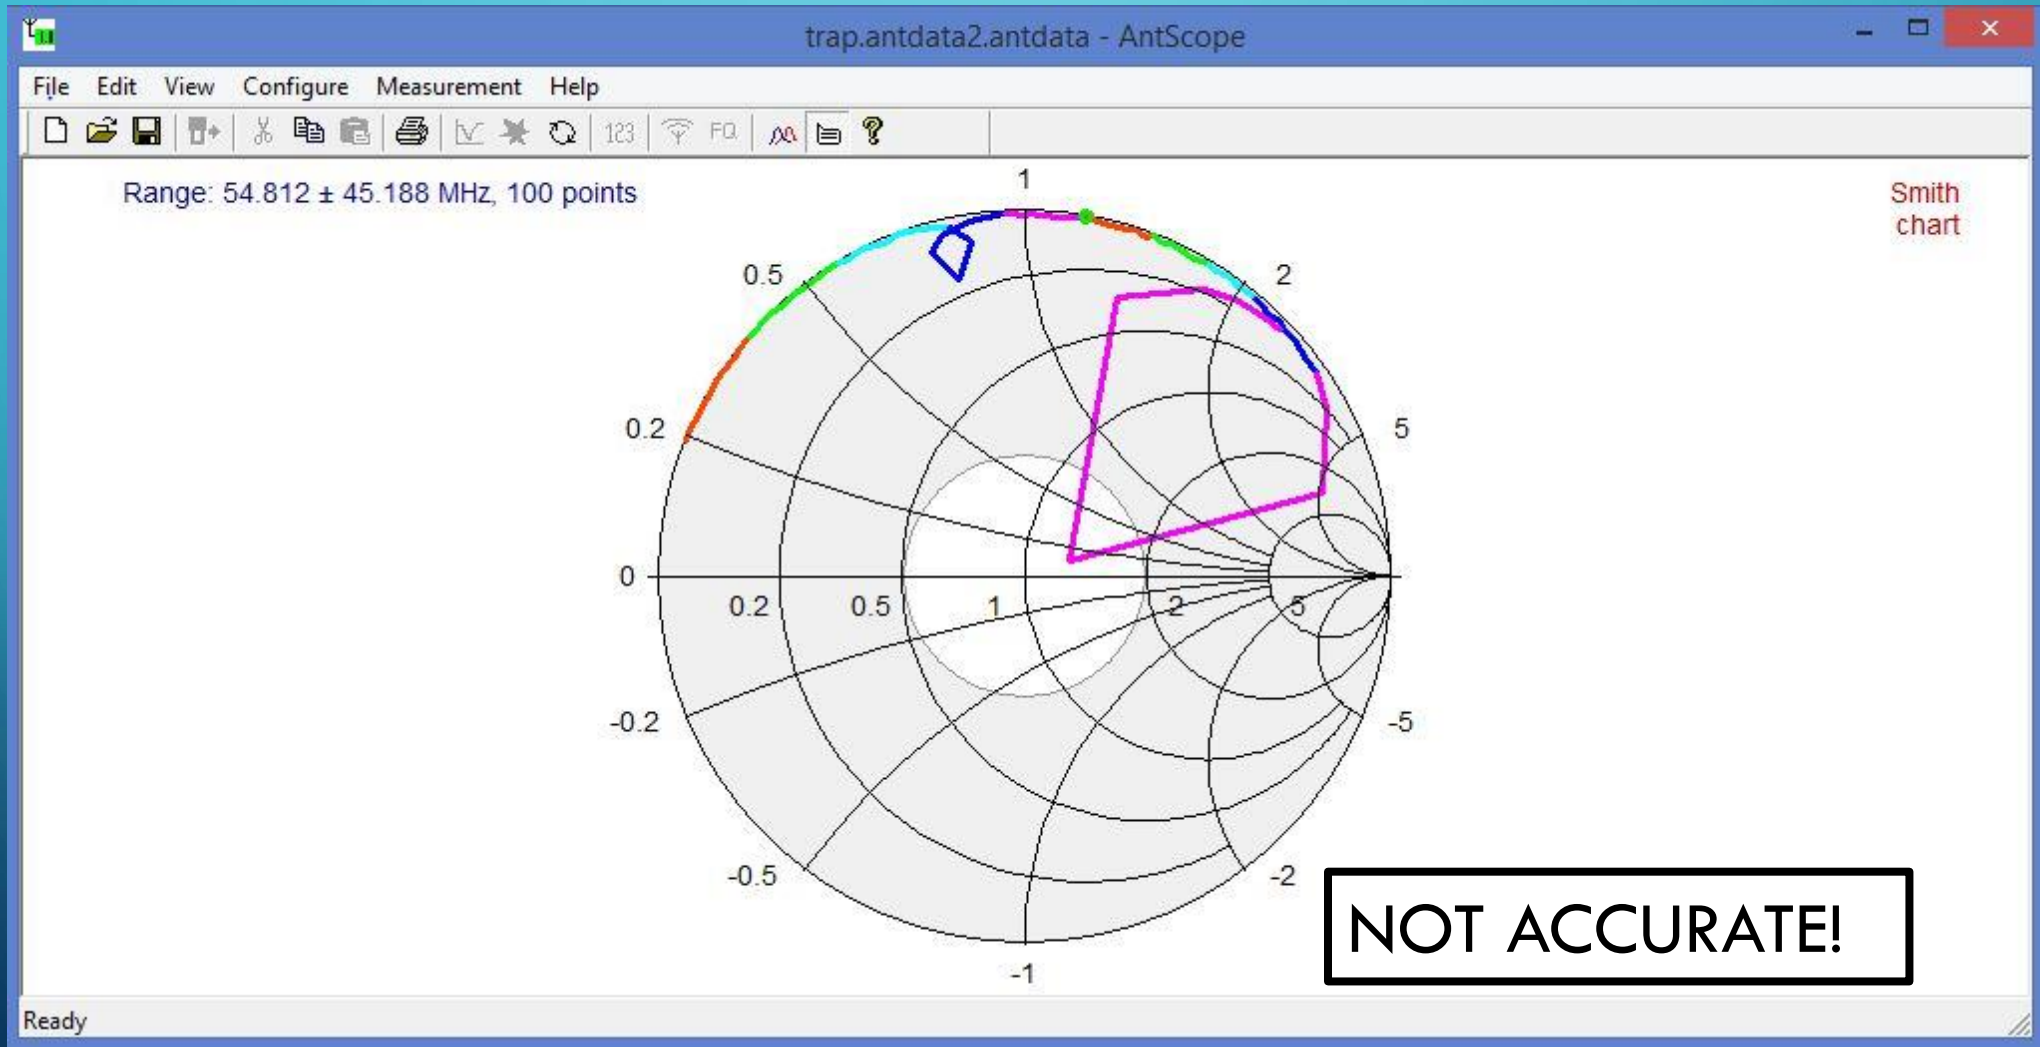 trap.antdata2.antdata - AntScope
File Edit View Configure Measurement Help
123 FQ ?
Range: 54.812 ± 45.188 MHz, 100 points
Smith
chart
1
0.5
2
0.2
5
0
0.2 0.5 1 2 5
-0.2
-5
-0.5
-2
-1
NOT ACCURATE!
Ready